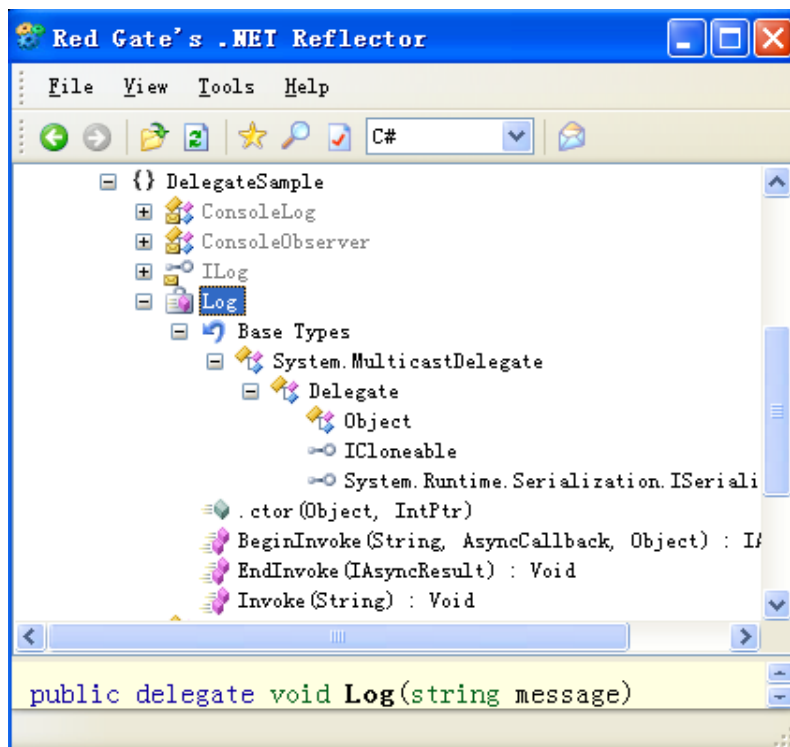 Red Gate's .NET Reflector
File View Tools Help
C#
{} DelegateSample
ConsoleLog
ConsoleObserver
ILog
Log
Base Types
System.MulticastDelegate
Delegate
Object
ICloneable
System.Runtime.Serialization.ISeriali
.ctor(Object, IntPtr)
BeginInvoke(String, AsyncCallback, Object) : IA
EndInvoke(IAsyncResult) : Void
Invoke(String) : Void
public delegate void Log(string message)